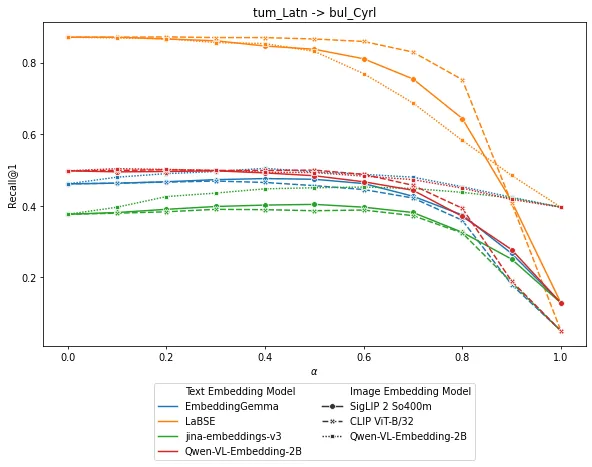 tum_Latn -> bul_Cyrl
Recall@1
0.8
0.6
0.4
0.2
0.0 0.2 0.4 0.6 0.8 1.0
α
Text Embedding Model
EmbeddingGemma
LaBSE
jina-embeddings-v3
Qwen-VL-Embedding-2B
Image Embedding Model
SigLIP 2 So400m
CLIP ViT-B/32
Qwen-VL-Embedding-2B